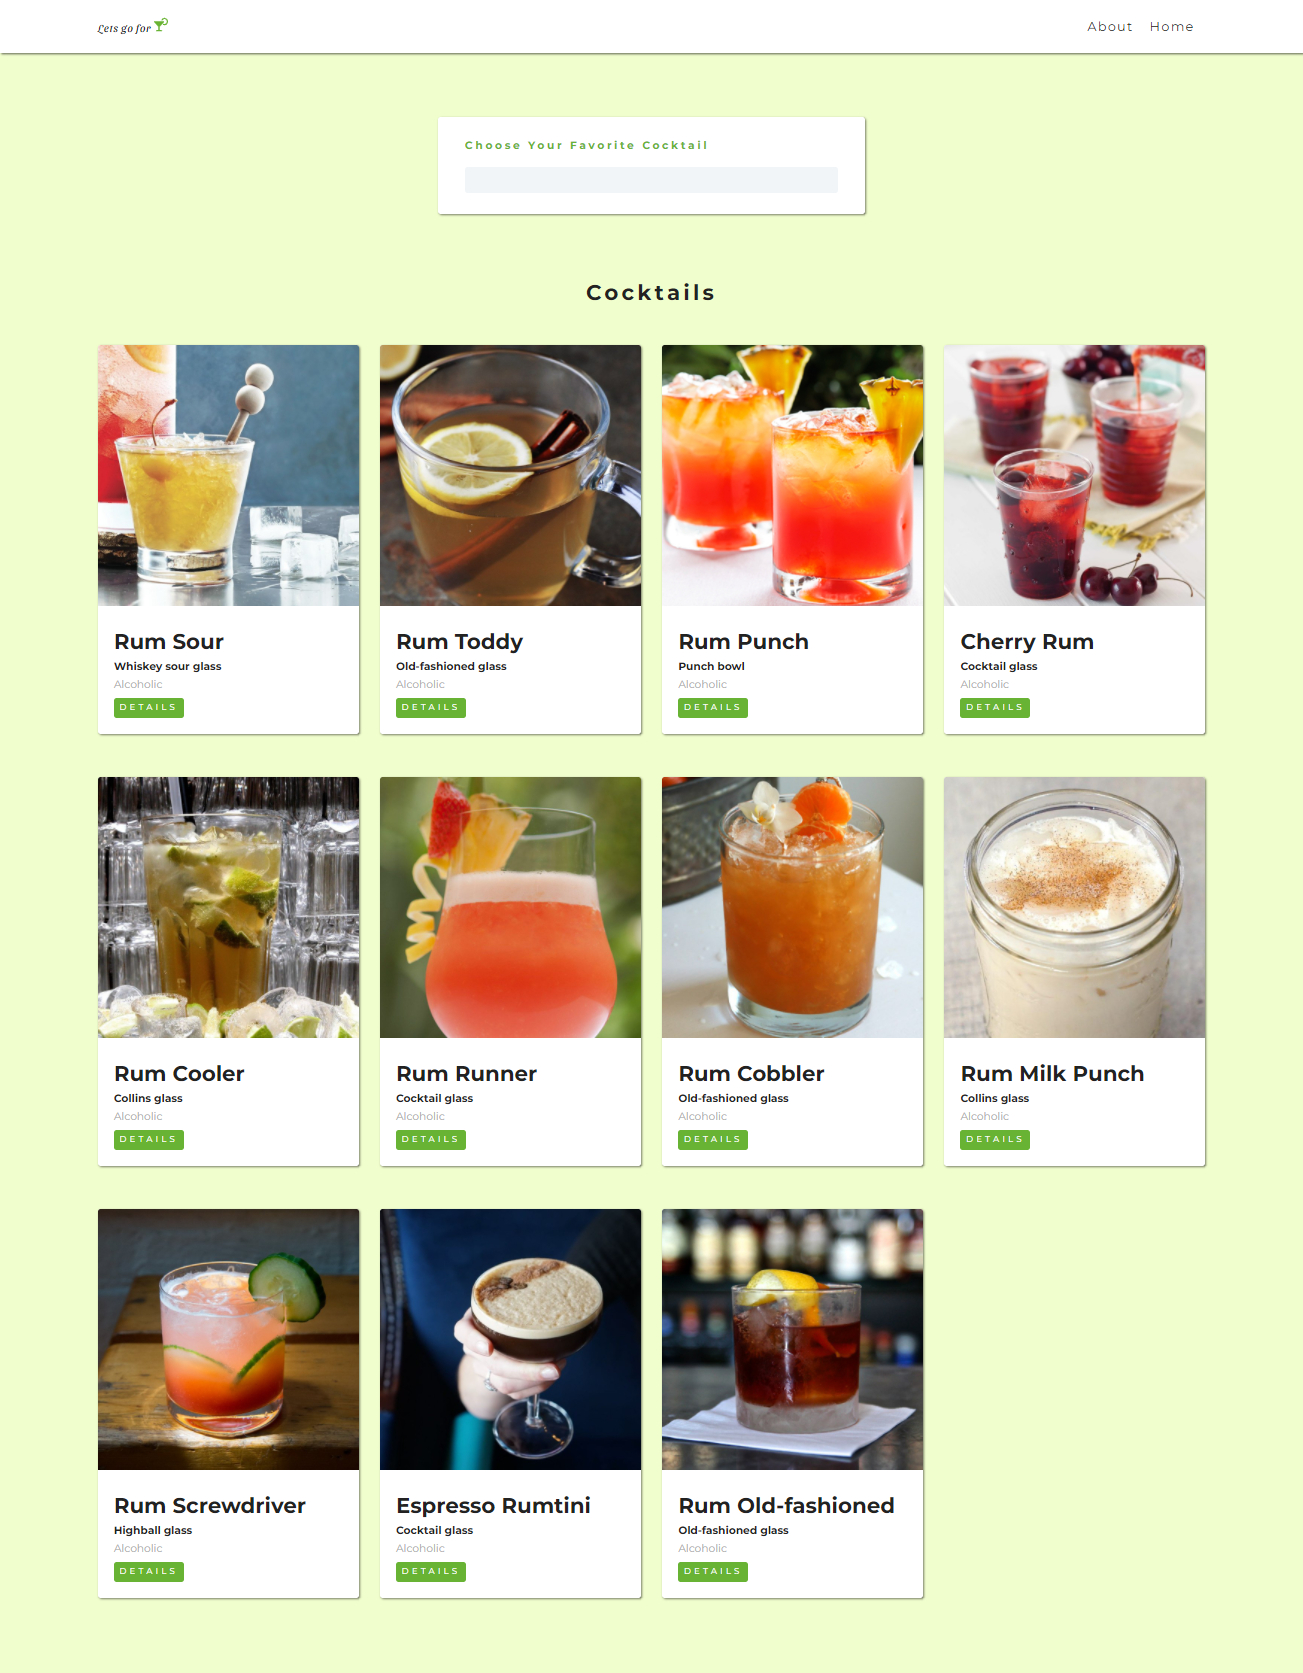 Lets go for
About Home
Choose Your Favorite Cocktail
Cocktails
Rum Sour
Whiskey sour glass
Alcoholic
DETAILS
Rum Toddy
Old-fashioned glass
Alcoholic
DETAILS
Rum Punch
Punch bowl
Alcoholic
DETAILS
Cherry Rum
Cocktail glass
Alcoholic
DETAILS
Rum Cooler
Collins glass
Alcoholic
DETAILS
Rum Runner
Cocktail glass
Alcoholic
DETAILS
Rum Cobbler
Old-fashioned glass
Alcoholic
DETAILS
Rum Milk Punch
Collins glass
Alcoholic
DETAILS
Rum Screwdriver
Highball glass
Alcoholic
DETAILS
Espresso Rumtini
Cocktail glass
Alcoholic
DETAILS
Rum Old-fashioned
Old-fashioned glass
Alcoholic
DETAILS